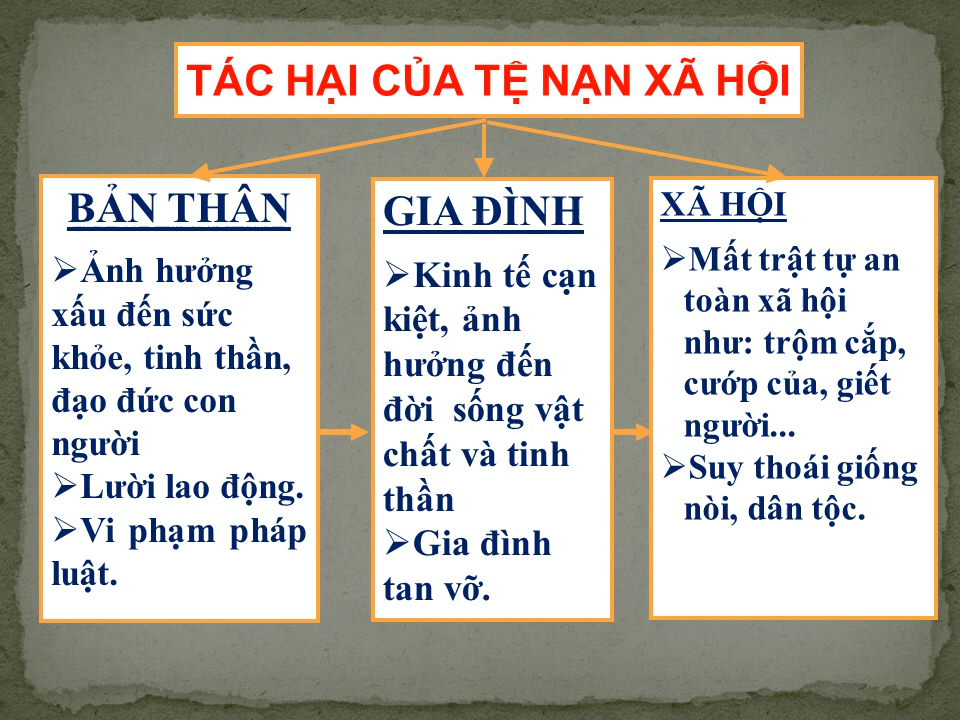 TÁC HẠI CỦA TỆ NẠN XÃ HỘI
BẢN THÂN
➢Ảnh hưởng
xấu đến sức
khỏe, tinh thần,
đạo đức con
người
➢Lười lao động.
➢Vi phạm pháp
luật.
GIA ĐÌNH
➢Kinh tế cạn
kiệt, ảnh
hưởng đến
đời sống vật
chất và tinh
thần
➢Gia đình
tan vỡ.
XÃ HỘI
➢Mất trật tự an
toàn xã hội
như: trộm cắp,
cướp của, giết
người...
➢Suy thoái giống
nòi, dân tộc.